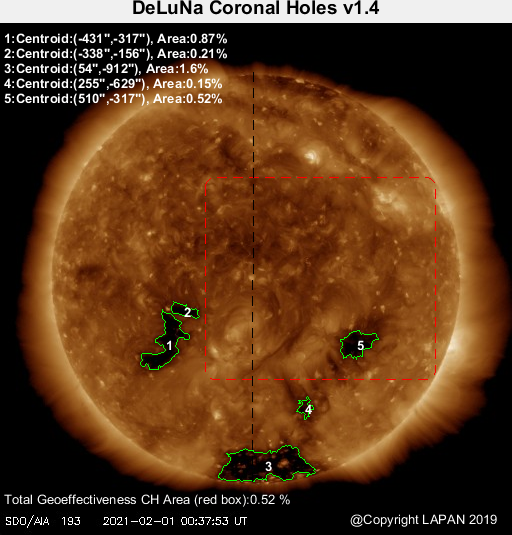 DeLuNa Coronal Holes v1.4
1:Centroid:(-431",-317"), Area:0.87%
2:Centroid:(-338",-156"), Area:0.21%
3:Centroid:(54",-912"), Area:1.6%
4:Centroid:(255",-629"), Area:0.15%
5:Centroid:(510",-317"), Area:0.52%
2
1
5
4
3
Total Geoeffectiveness CH Area (red box):0.52 %
SDO/AIA 193 2021-02-01 00:37:53 UT
@Copyright LAPAN 2019